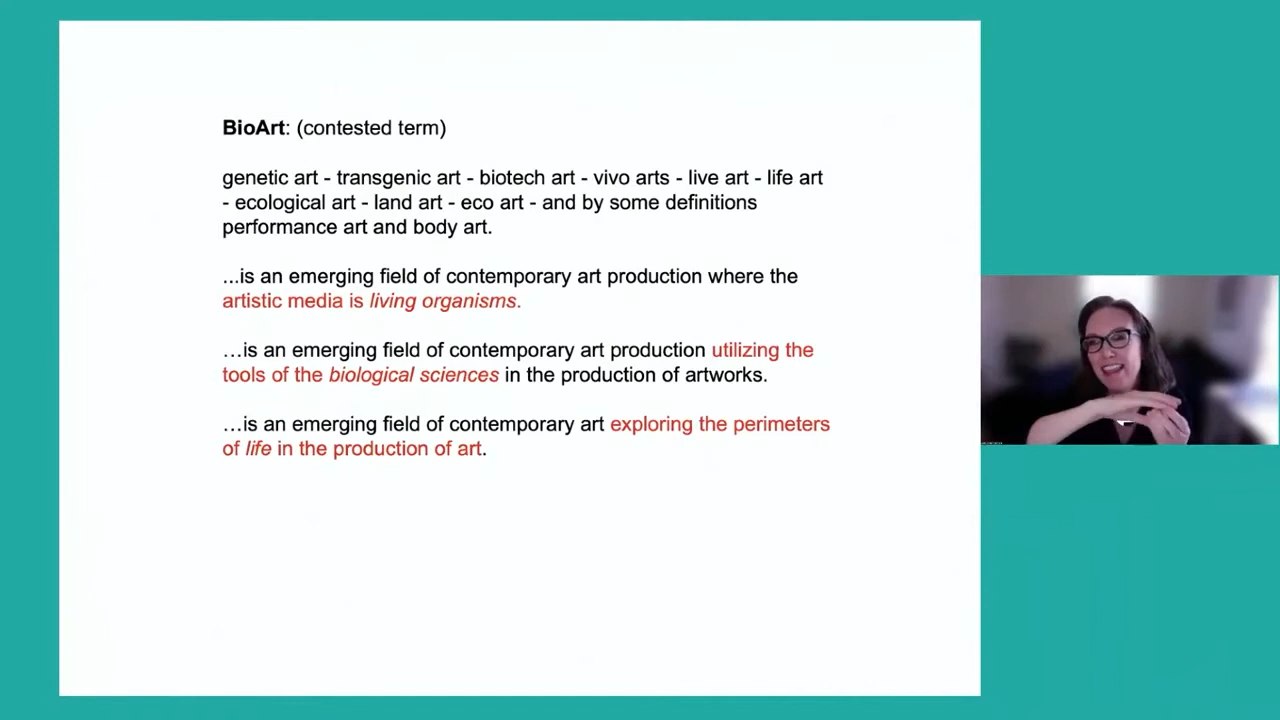 BioArt: (contested term)
genetic art - transgenic art - biotech art - vivo arts - live art - life art
- ecological art - land art - eco art - and by some definitions
performance art and body art.
...is an emerging field of contemporary art production where the
artistic media is living organisms.
…is an emerging field of contemporary art production utilizing the
tools of the biological sciences in the production of artworks.
…is an emerging field of contemporary art exploring the perimeters
of life in the production of art.